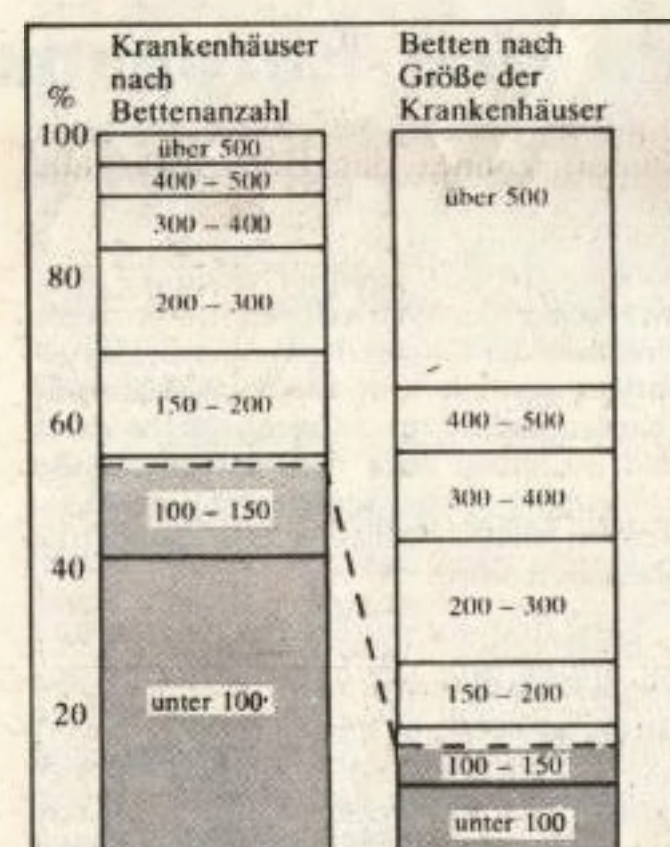 Krankenhäuser
nach
Bettenanzahl
Betten nach
Größe der
Krankenhäuser
%
100
80
60
40
20
über 500
400 – 500
300 – 400
200 – 300
150 – 200
100 – 150
unter 100
über 500
400 – 500
300 – 400
200 – 300
150 – 200
100 – 150
unter 100